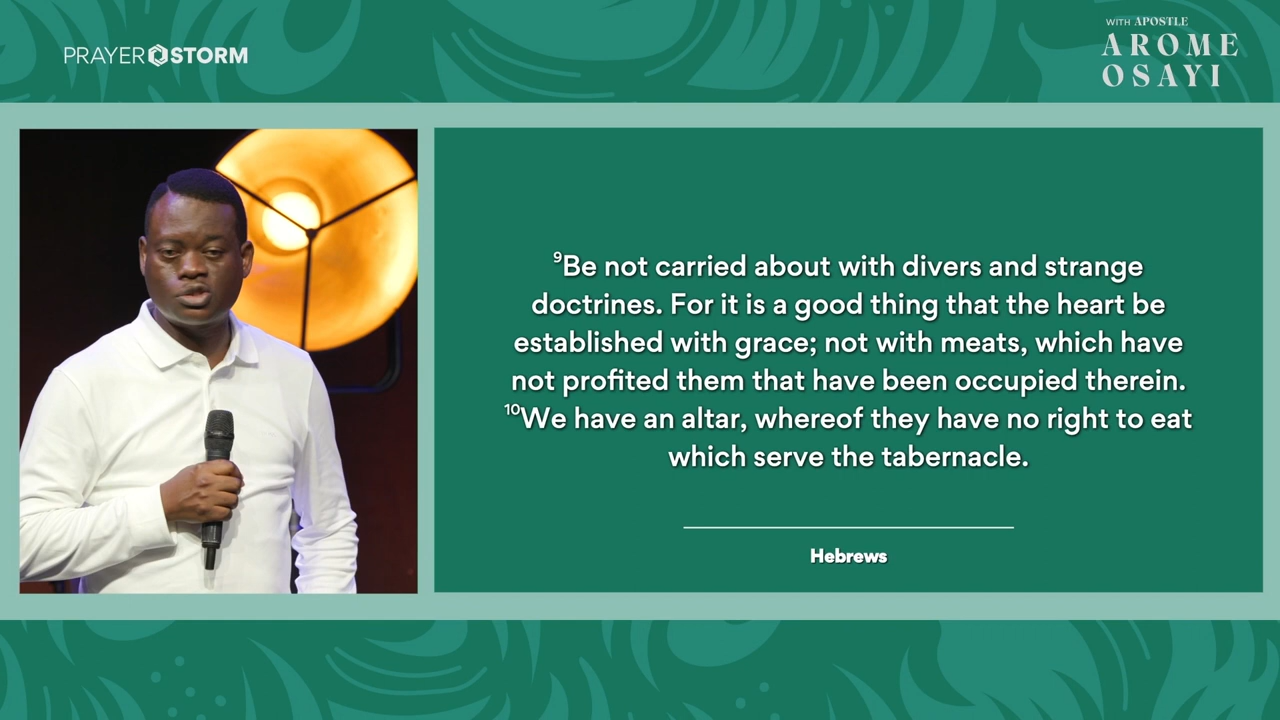 PRAYER STORM
WITH APOSTLE
AROME
OSAYI
⁹Be not carried about with divers and strange
doctrines. For it is a good thing that the heart be
established with grace; not with meats, which have
not profited them that have been occupied therein.
¹⁰We have an altar, whereof they have no right to eat
which serve the tabernacle.
Hebrews